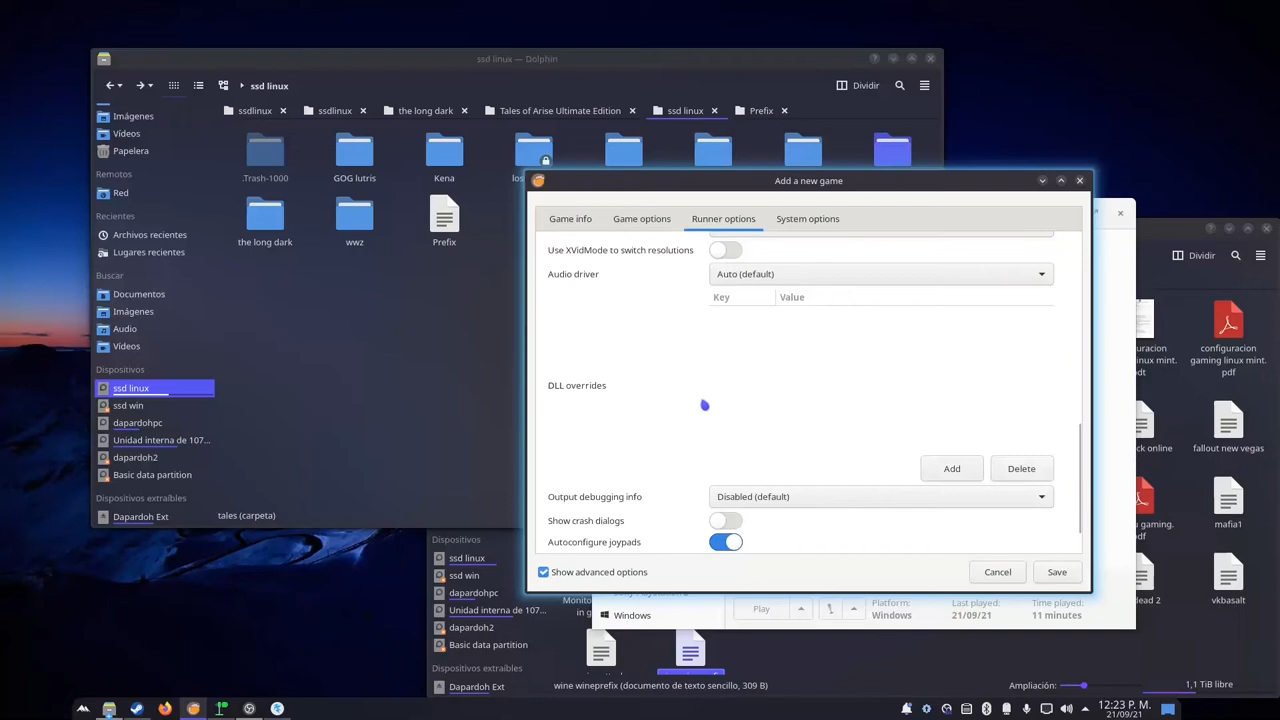 ssd linux — Dolphin
ssd linux
Dividir
Imágenes
Vídeos
Papelera
Remotos
Red
Recientes
Archivos recientes
Lugares recientes
Buscar
Documentos
Imágenes
Audio
Vídeos
Dispositivos
ssd linux
ssd win
dapardohpc
Unidad interna de 107...
dapardoh2
Basic data partition
Dispositivos extraíbles
Dapardoh Ext
ssdlinux
ssdlinux
the long dark
Tales of Arise Ultimate Edition
ssd linux
Prefix
.Trash-1000
GOG lutris
Kena
the long dark
wwz
Prefix
tales (carpeta)
Add a new game
Game info
Game options
Runner options
System options
Use XVidMode to switch resolutions
Audio driver
Auto (default)
Key
Value
DLL overrides
Add
Delete
Output debugging info
Disabled (default)
Show crash dialogs
Autoconfigure joypads
Show advanced options
Cancel
Save
Windows
Play
Platform:
Windows
Last played:
21/09/21
Time played:
11 minutes
Dividir
configuracion
gaming linux mint.
pdf
fallout new vegas
mafia1
vkbasalt
Dispositivos
ssd linux
ssd win
dapardohpc
Unidad interna de 107...
dapardoh2
Basic data partition
Dispositivos extraíbles
Dapardoh Ext
wine wineprefix (documento de texto sencillo, 309 B)
Ampliación:
1,1 TiB libre
12:23 P. M.
21/09/21